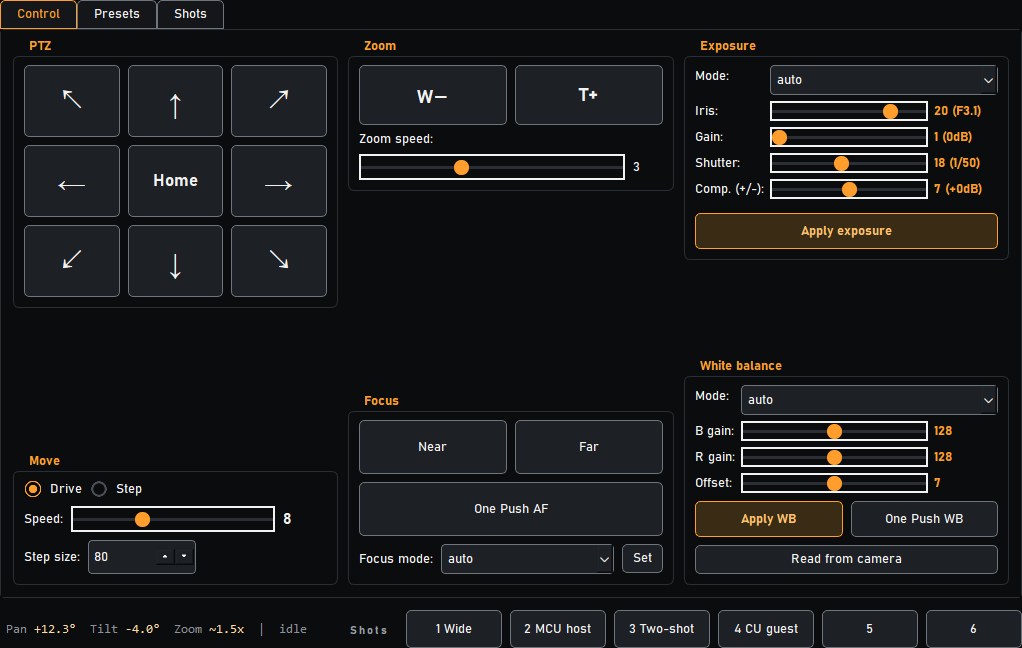 Control Presets Shots
PTZ
Home
Move
Drive Step
Speed: 8
Step size: 80
Zoom
W− T+
Zoom speed:
3
Focus
Near Far
One Push AF
Focus mode: auto Set
Exposure
Mode: auto
Iris: 20 (F3.1)
Gain: 1 (0dB)
Shutter: 18 (1/50)
Comp. (+/-): 7 (+0dB)
Apply exposure
White balance
Mode: auto
B gain: 128
R gain: 128
Offset: 7
Apply WB One Push WB
Read from camera
Pan +12.3° Tilt -4.0° Zoom ~1.5x | idle Shots 1 Wide 2 MCU host 3 Two-shot 4 CU guest 5 6